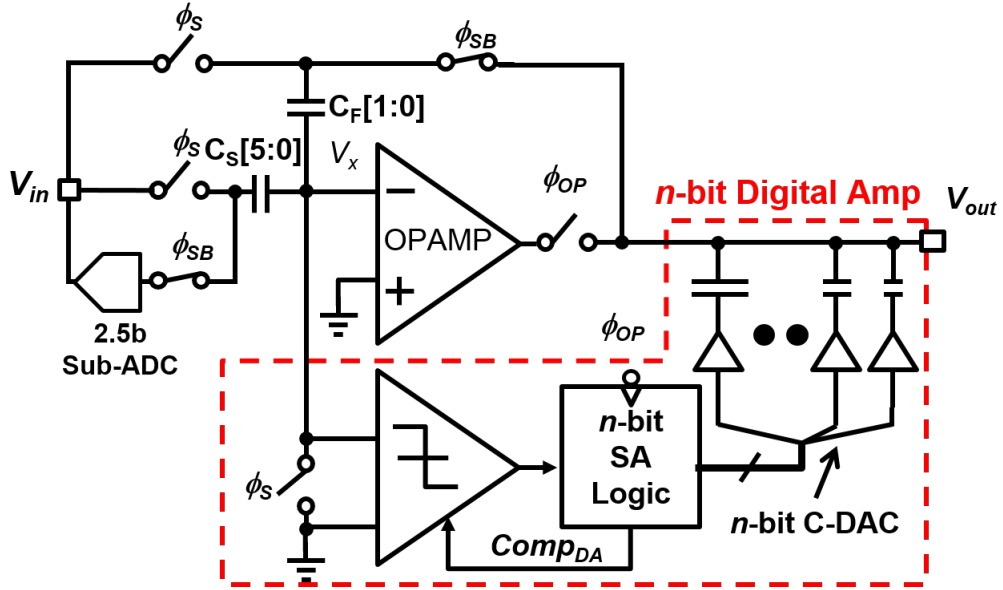 ϕS
ϕSB
CF[1:0]
ϕS CS[5:0]
Vx
Vin
ϕOP
n-bit Digital Amp
Vout
OPAMP
ϕSB
2.5b
Sub-ADC
ϕOP
n-bit
SA
Logic
ϕS
CompDA
n-bit C-DAC